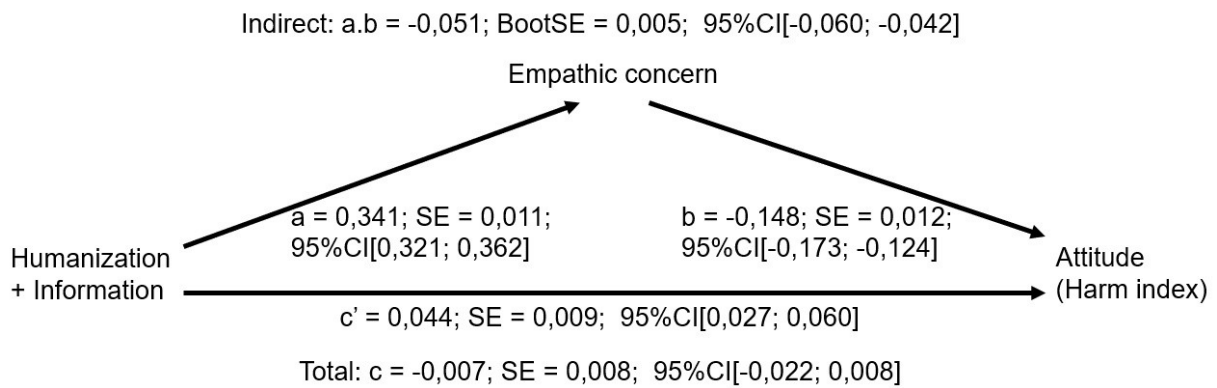 Indirect: a.b = -0,051; BootSE = 0,005;  95%CI[-0,060; -0,042]
Empathic concern
a = 0,341; SE = 0,011;
95%CI[0,321; 0,362]
b = -0,148; SE = 0,012;
95%CI[-0,173; -0,124]
Humanization
+ Information
Attitude
(Harm index)
c’ = 0,044; SE = 0,009;  95%CI[0,027; 0,060]
Total: c = -0,007; SE = 0,008;  95%CI[-0,022; 0,008]